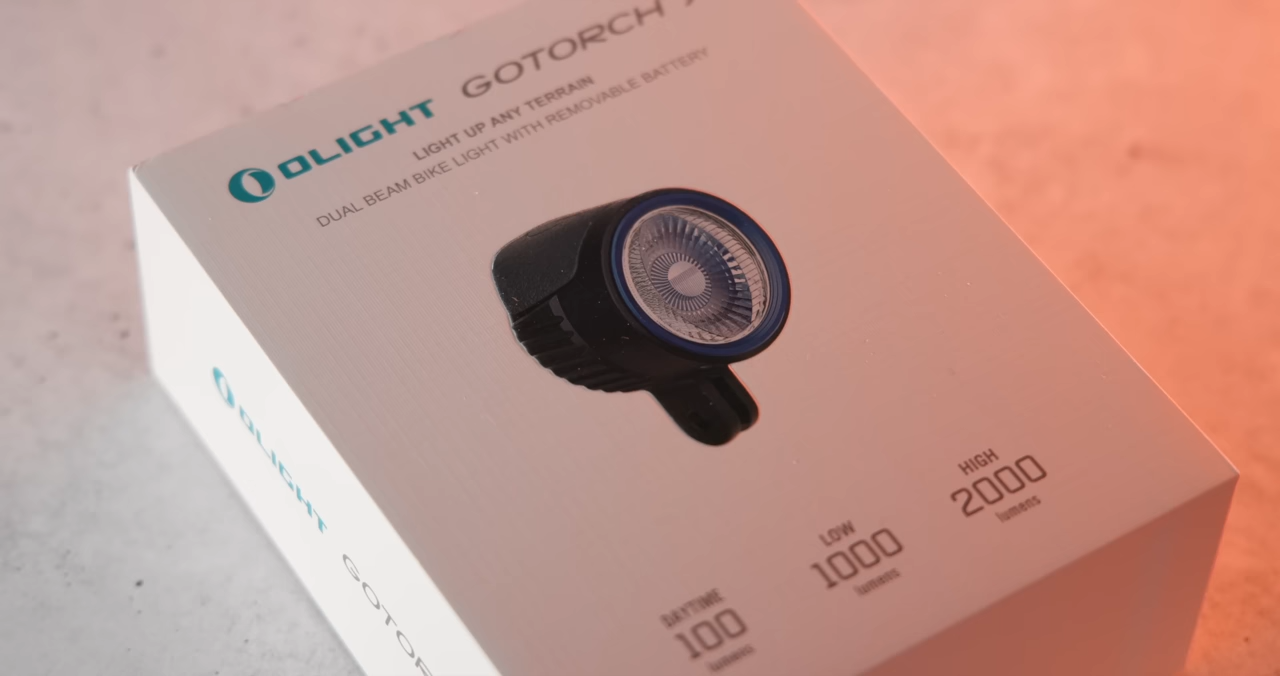 OLIGHT GOTORCH
LIGHT UP ANY TERRAIN
DUAL BEAM BIKE LIGHT WITH REMOVABLE BATTERY
HIGH
2000
lumens
LOW
1000
lumens
DAYTIME
100
lumens
OLIGHT